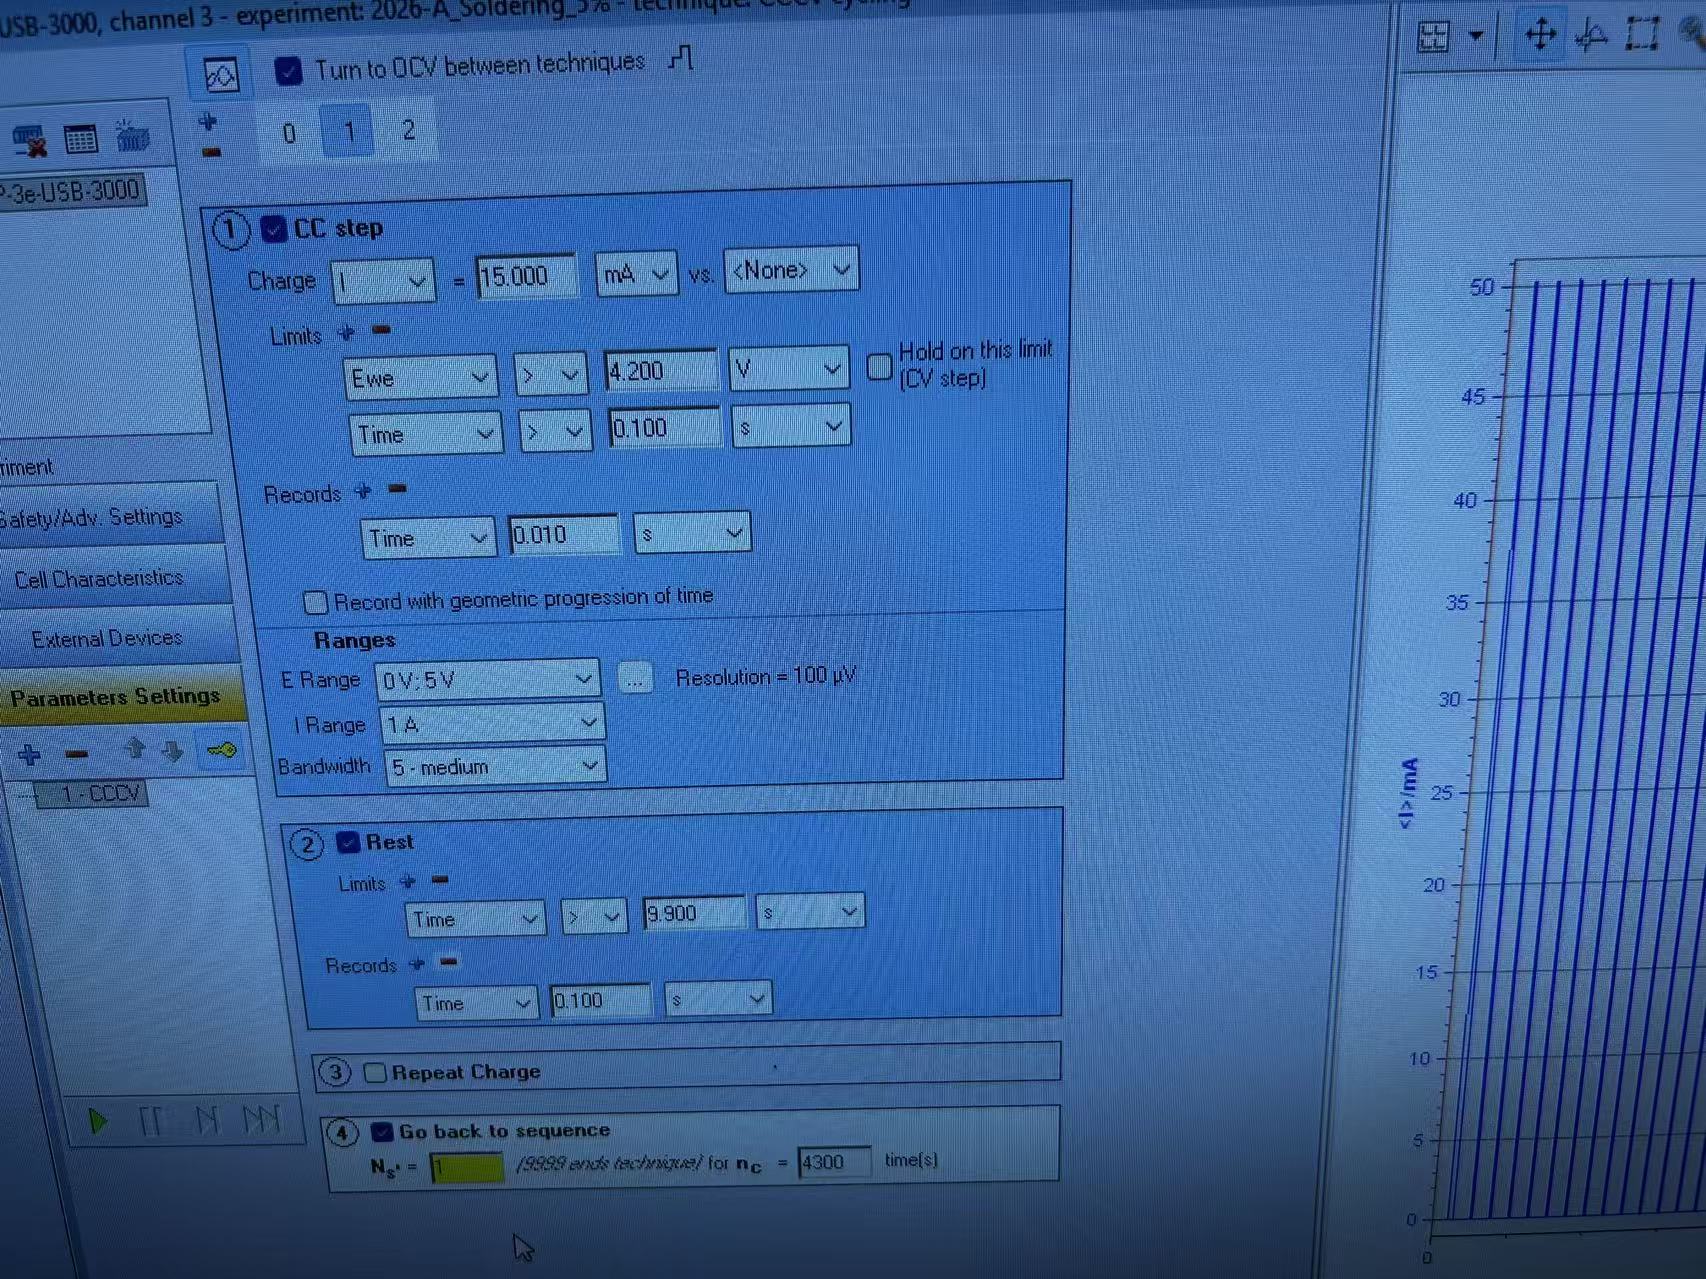 USB-3000, channel 3 - experiment: 2026-A_Soldering_5% - technique: CCCV cycling
Turn to OCV between techniques
0 1 2
P-3e-USB-3000
1 CC step
Charge I = 15.000 mA vs. <None>
Limits
Ewe > 4.200 V Hold on this limit
(CV step)
Time > 0.100 s
Records
Time 0.010 s
Record with geometric progression of time
Ranges
E Range 0 V; 5 V ... Resolution = 100 µV
I Range 1 A
Bandwidth 5 - medium
riment
Safety/Adv. Settings
Cell Characteristics
External Devices
Parameters Settings
1 - CCCV
2 Rest
Limits
Time > 9.900 s
Records
Time 0.100 s
3 Repeat Charge
4 Go back to sequence
Ns' = 1 (9999 ends technique) for nc = 4300 time(s)
50
45
40
35
30
25
20
15
10
5
0
0
<I>/mA